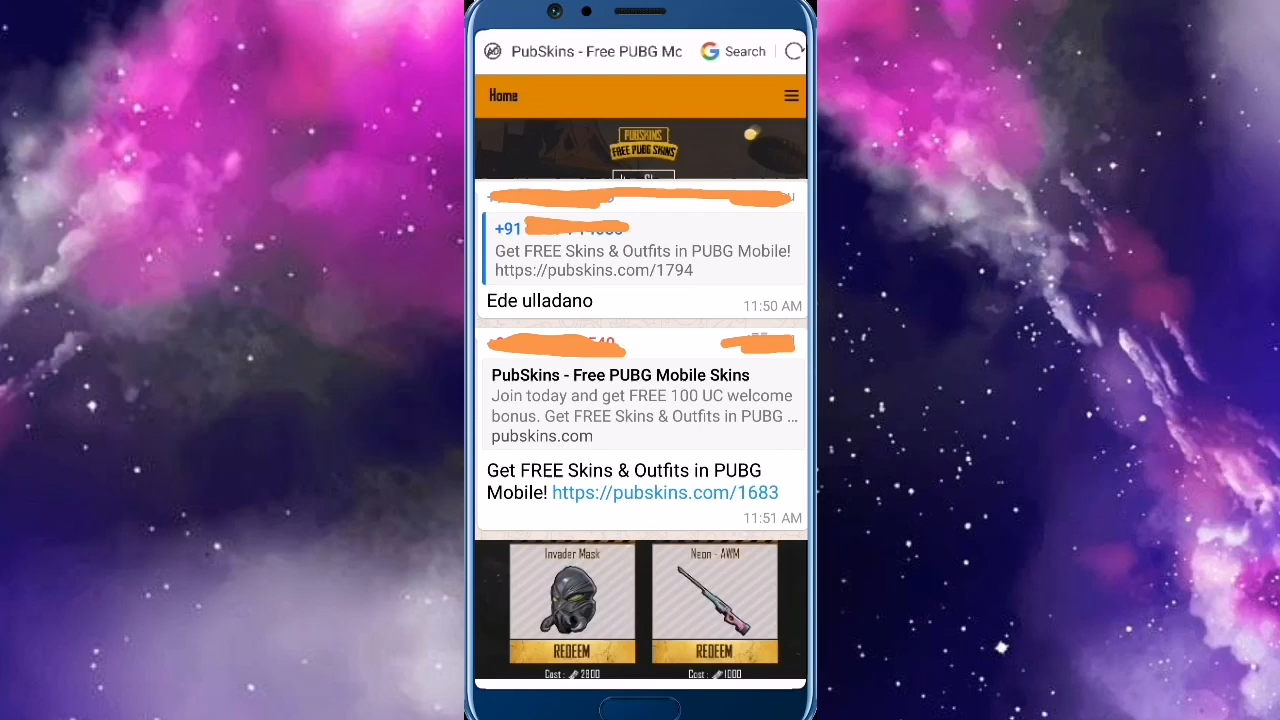 PubSkins - Free PUBG Mo
Search
Home
PUBSKINS
FREE PUBG SKINS
+91
Get FREE Skins & Outfits in PUBG Mobile!
https://pubskins.com/1794
Ede ulladano
11:50 AM
PubSkins - Free PUBG Mobile Skins
Join today and get FREE 100 UC welcome
bonus. Get FREE Skins & Outfits in PUBG ...
pubskins.com
Get FREE Skins & Outfits in PUBG
Mobile! https://pubskins.com/1683
11:51 AM
Invader Mask
Neon - AWM
REDEEM
REDEEM
Cost : 2800
Cost : 1000